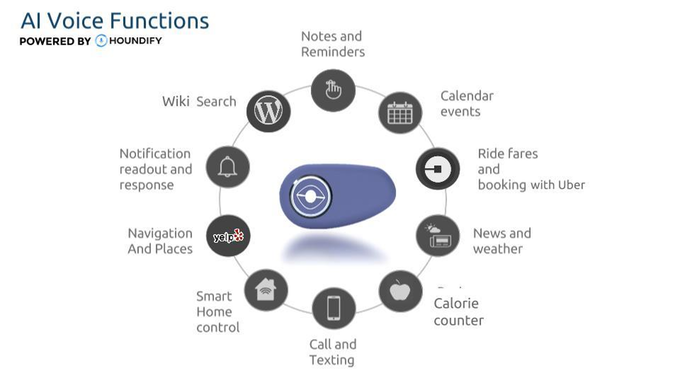 AI Voice Functions
POWERED BY HOUNDIFY
Notes and
Reminders
Wiki Search
Calendar
events
Notification
readout and
response
Ride fares
and
booking with Uber
yelp
Navigation
And Places
News and
weather
Smart
Home
control
Calorie
counter
Call and
Texting